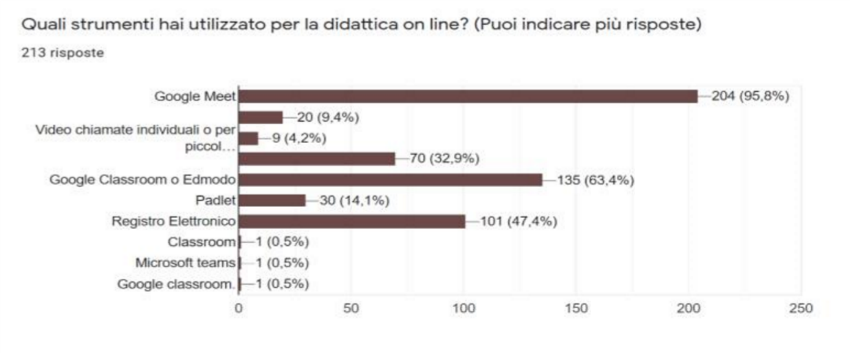 Quali strumenti hai utilizzato per la didattica on line? (Puoi indicare più risposte)
213 risposte
Google Meet 204 (95,8%)
20 (9,4%)
Video chiamate individuali o per
piccol... 9 (4,2%)
70 (32,9%)
Google Classroom o Edmodo 135 (63,4%)
Padlet 30 (14,1%)
Registro Elettronico 101 (47,4%)
Classroom 1 (0,5%)
Microsoft teams 1 (0,5%)
Google classroom. 1 (0,5%)
0 50 100 150 200 250